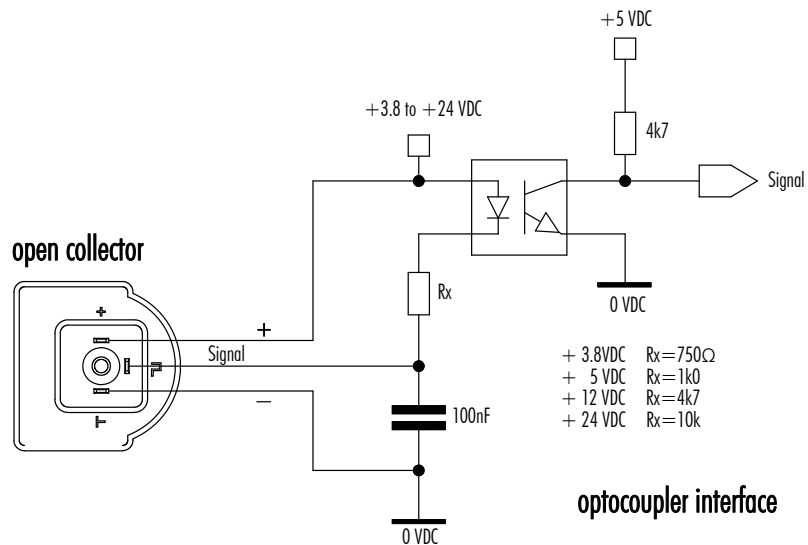 +5 VDC
+3.8 to +24 VDC
4k7
Signal
open collector
0 VDC
Rx
+
+
Signal
–
+ 3.8VDC Rx=750Ω
+ 5 VDC Rx=1k0
+ 12 VDC Rx=4k7
+ 24 VDC Rx=10k
100nF
optocoupler interface
0 VDC